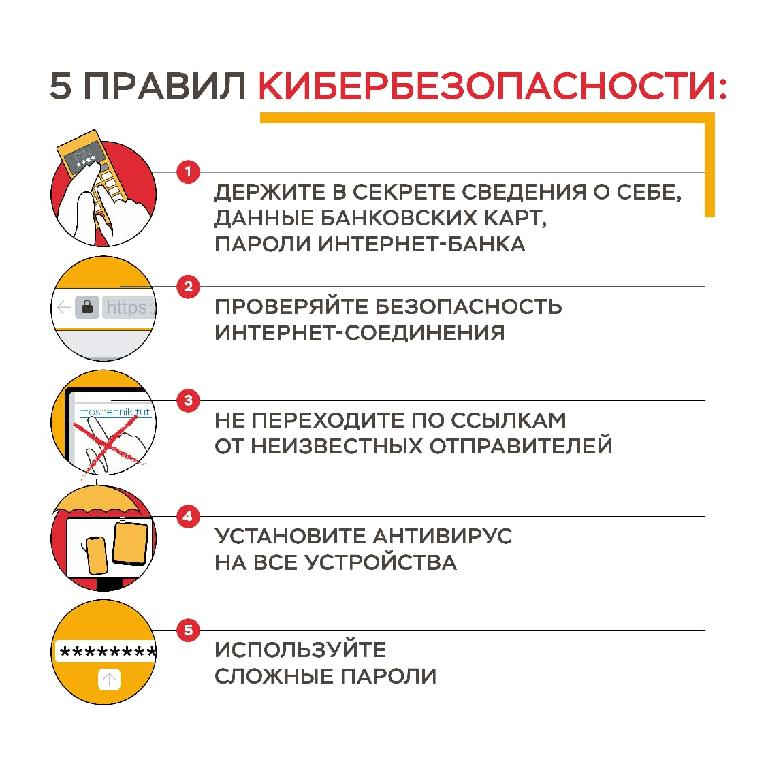 5 ПРАВИЛ КИБЕРБЕЗОПАСНОСТИ:
1
ДЕРЖИТЕ В СЕКРЕТЕ СВЕДЕНИЯ О СЕБЕ,
ДАННЫЕ БАНКОВСКИХ КАРТ,
ПАРОЛИ ИНТЕРНЕТ-БАНКА
2
https:
ПРОВЕРЯЙТЕ БЕЗОПАСНОСТЬ
ИНТЕРНЕТ-СОЕДИНЕНИЯ
3
moshennik.tut
НЕ ПЕРЕХОДИТЕ ПО ССЫЛКАМ
ОТ НЕИЗВЕСТНЫХ ОТПРАВИТЕЛЕЙ
4
УСТАНОВИТЕ АНТИВИРУС
НА ВСЕ УСТРОЙСТВА
5
********
ИСПОЛЬЗУЙТЕ
СЛОЖНЫЕ ПАРОЛИ